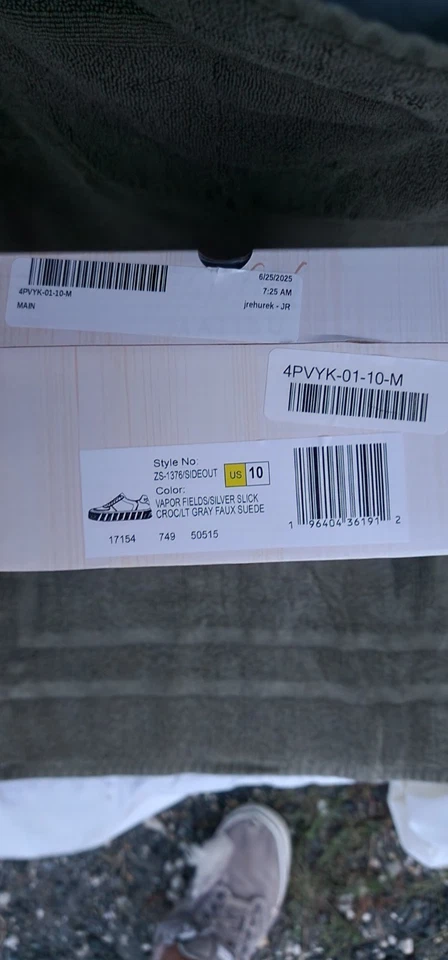 4PVYK-01-10-M
MAIN
6/25/2025
7:25 AM
jrehurek - JR
4PVYK-01-10-M
Style No:
ZS-1376/SIDEOUT
US 10
Color:
VAPOR FIELDS/SILVER SLICK
CROC/LT GRAY FAUX SUEDE
17154 749 50515
1 96404 36191 2